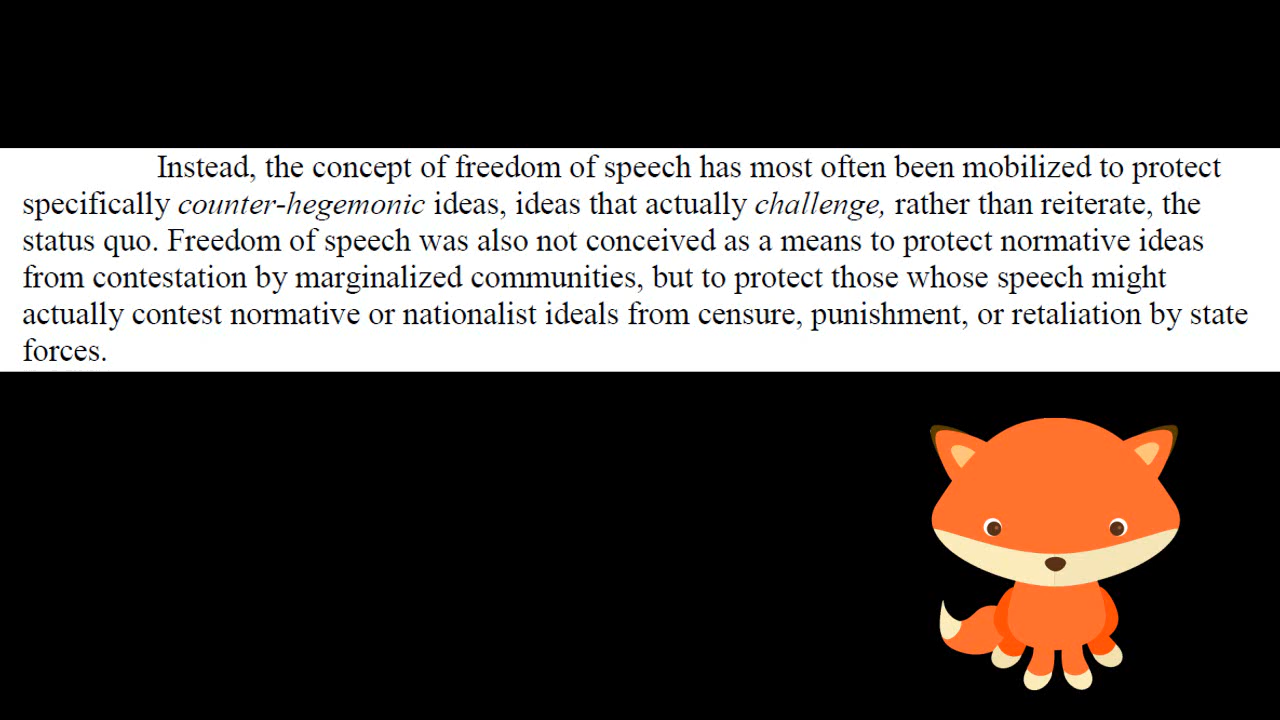 Instead, the concept of freedom of speech has most often been mobilized to protect
specifically counter-hegemonic ideas, ideas that actually challenge, rather than reiterate, the
status quo. Freedom of speech was also not conceived as a means to protect normative ideas
from contestation by marginalized communities, but to protect those whose speech might
actually contest normative or nationalist ideals from censure, punishment, or retaliation by state
forces.